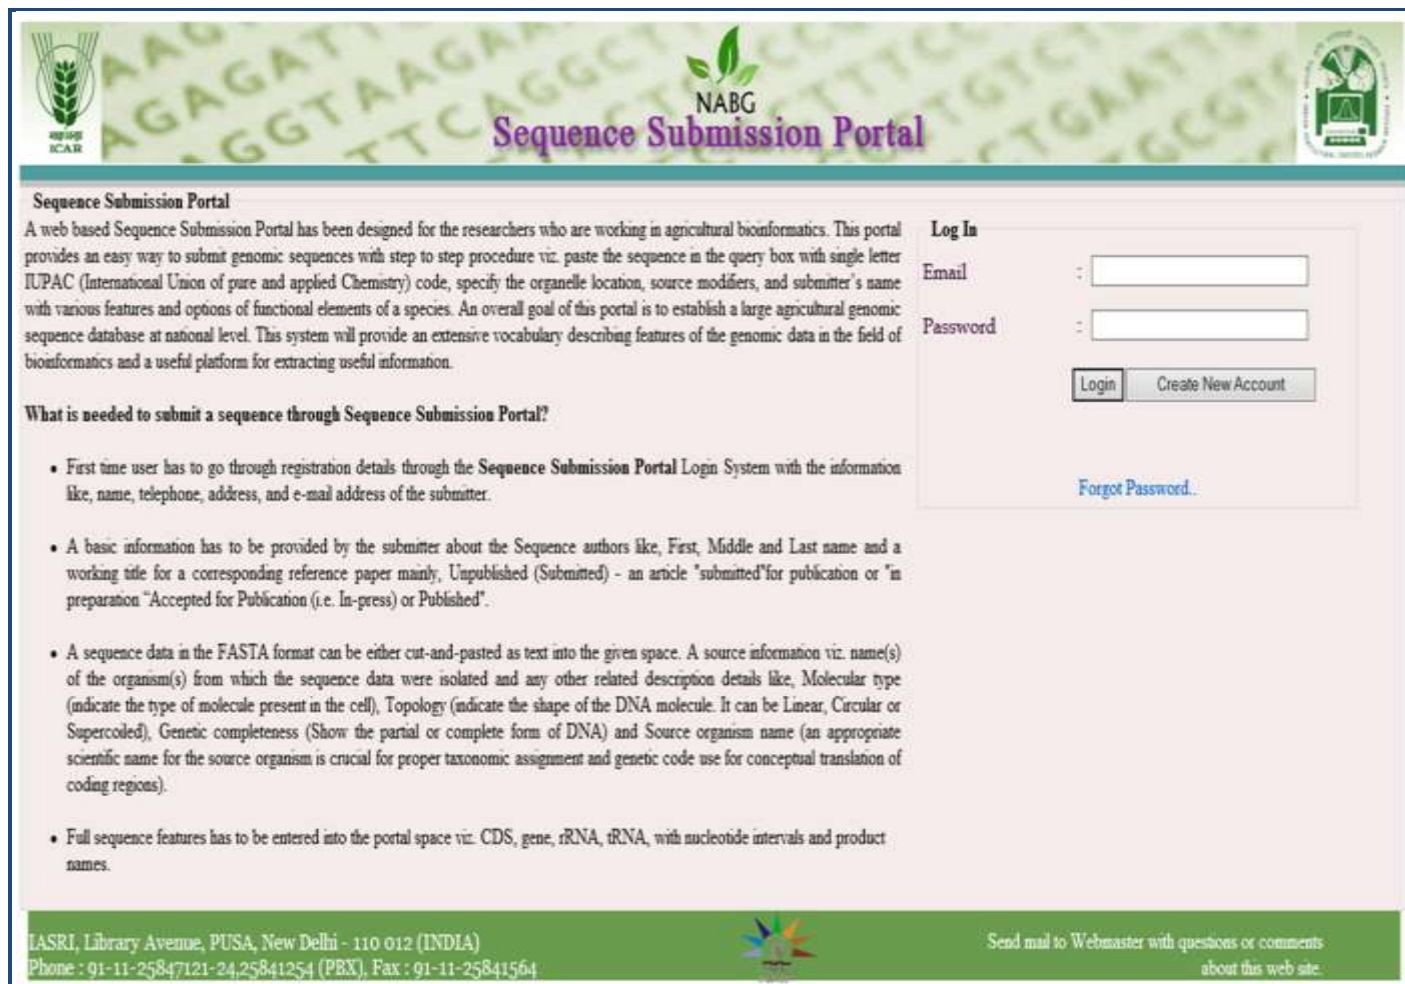 NABG
Sequence Submission Portal
ICAR
Sequence Submission Portal
A web based Sequence Submission Portal has been designed for the researchers who are working in agricultural bioinformatics. This portal
provides an easy way to submit genomic sequences with step to step procedure viz. paste the sequence in the query box with single letter
IUPAC (International Union of pure and applied Chemistry) code, specify the organelle location, source modifiers, and submitter's name
with various features and options of functional elements of a species. An overall goal of this portal is to establish a large agricultural genomic
sequence database at national level. This system will provide an extensive vocabulary describing features of the genomic data in the field of
bioinformatics and a useful platform for extracting useful information.
What is needed to submit a sequence through Sequence Submission Portal?
• First time user has to go through registration details through the Sequence Submission Portal Login System with the information
like, name, telephone, address, and e-mail address of the submitter.
• A basic information has to be provided by the submitter about the Sequence authors like, First, Middle and Last name and a
working title for a corresponding reference paper mainly, Unpublished (Submitted) - an article "submitted"for publication or "in
preparation "Accepted for Publication (i.e. In-press) or Published".
• A sequence data in the FASTA format can be either cut-and-pasted as text into the given space. A source information viz. name(s)
of the organism(s) from which the sequence data were isolated and any other related description details like, Molecular type
(indicate the type of molecule present in the cell), Topology (indicate the shape of the DNA molecule. It can be Linear, Circular or
Supercoiled), Genetic completeness (Show the partial or complete form of DNA) and Source organism name (an appropriate
scientific name for the source organism is crucial for proper taxonomic assignment and genetic code use for conceptual translation of
coding regions).
• Full sequence features has to be entered into the portal space viz. CDS, gene, rRNA, tRNA, with nucleotide intervals and product
names.
Log In
Email :
Password :
Login Create New Account
Forgot Password..
IASRI, Library Avenue, PUSA, New Delhi - 110 012 (INDIA)
Phone : 91-11-25847121-24,25841254 (PBX), Fax : 91-11-25841564
Send mail to Webmaster with questions or comments
about this web site.